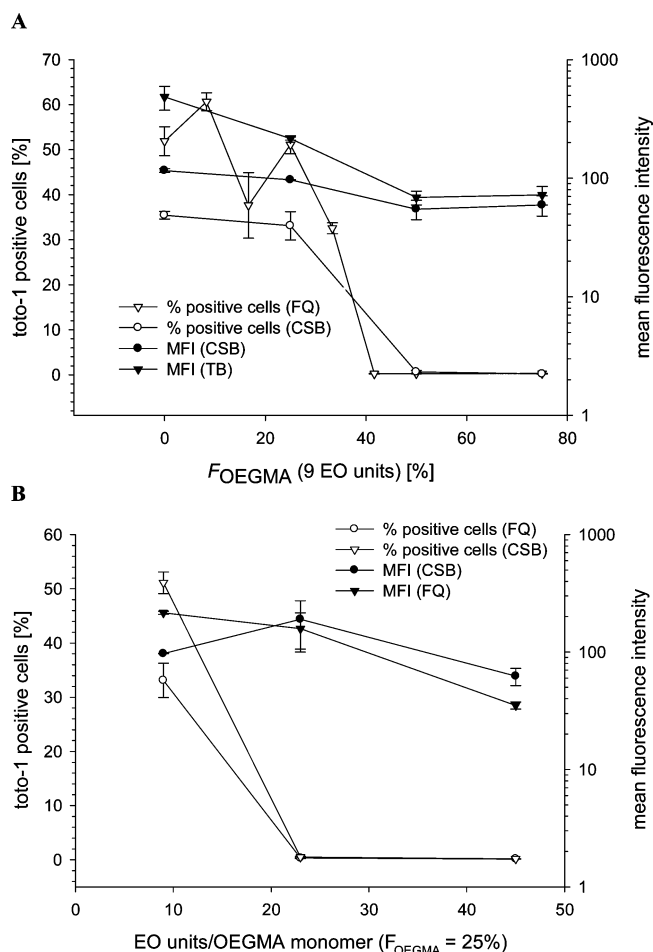 A
70
60
50
40
30
20
10
0
toto-1 positive cells [%]
1000
100
10
1
mean fluorescence intensity
% positive cells (FQ)
% positive cells (CSB)
MFI (CSB)
MFI (TB)
0 20 40 60 80
FOEGMA (9 EO units) [%]
B
60
50
40
30
20
10
0
toto-1 positive cells [%]
1000
100
10
1
mean fluorescence intensity
% positive cells (FQ)
% positive cells (CSB)
MFI (CSB)
MFI (FQ)
0 10 20 30 40 50
EO units/OEGMA monomer (FOEGMA = 25%)